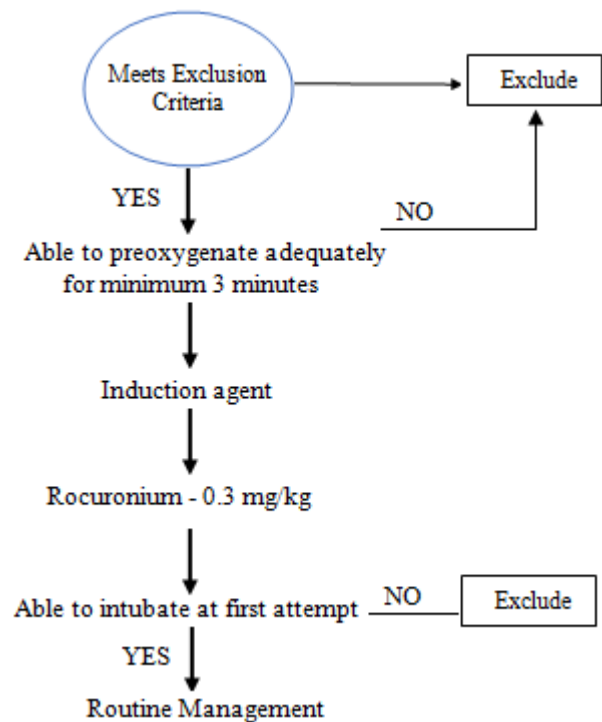 Meets Exclusion
Criteria
Exclude
YES
NO
Able to preoxygenate adequately
for minimum 3 minutes
Induction agent
Rocuronium - 0.3 mg/kg
Able to intubate at first attempt
NO
Exclude
YES
Routine Management